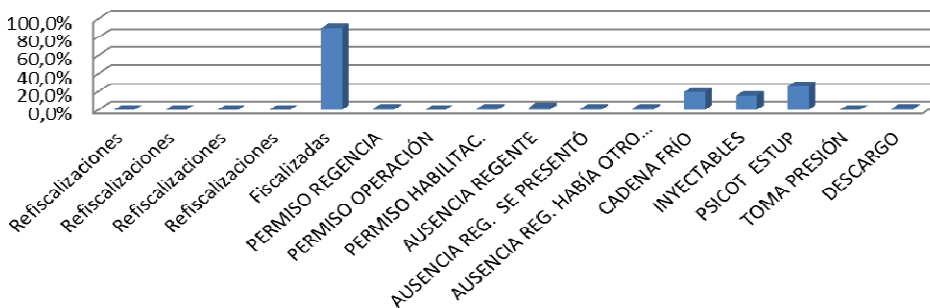 100,0%
80,0%
60,0%
40,0%
20,0%
0,0%
Refiscalizaciones
Refiscalizaciones
Refiscalizaciones
Refiscalizaciones
Fiscalizadas
PERMISO REGENCIA
PERMISO OPERACIÓN
PERMISO HABILITAC.
AUSENCIA REGENTE
AUSENCIA REG.  SE PRESENTÓ
AUSENCIA REG. HABÍA OTRO...
CADENA FRÍO
INYECTABLES
PSICOT  ESTUP
TOMA PRESIÓN
DESCARGO